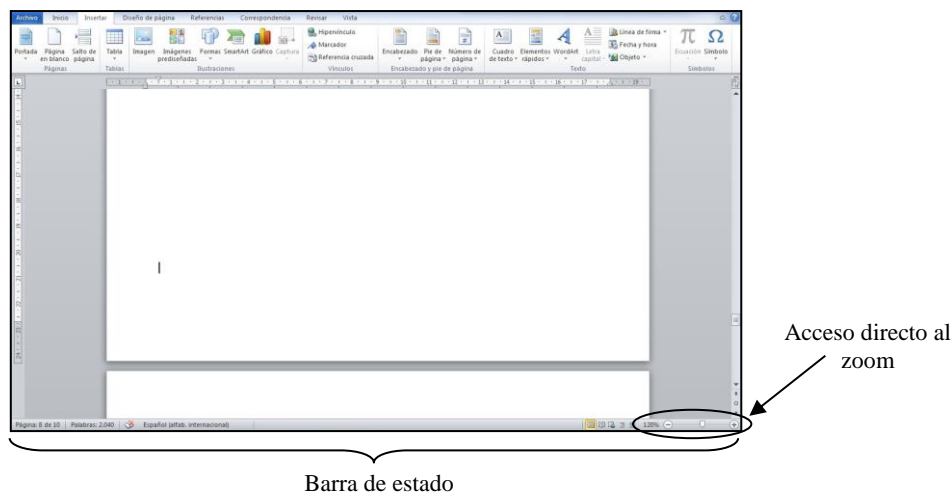 Archivo Inicio Insertar Diseño de página Referencias Correspondencia Revisar Vista
Portada Página en blanco Salto de página
Páginas
Tabla
Tablas
Imagen Imágenes prediseñadas Formas SmartArt Gráfico Captura
Ilustraciones
Hipervínculo
Marcador
Referencia cruzada
Vínculos
Encabezado Pie de página Número de página
Encabezado y pie de página
Cuadro de texto Elementos rápidos WordArt Letra capital
Línea de firma
Fecha y hora
Objeto
Texto
Ecuación Símbolo
Símbolos
Acceso directo al
zoom
Página: 8 de 10 Palabras: 2.040 Español (alfab. internacional) 120%
Barra de estado